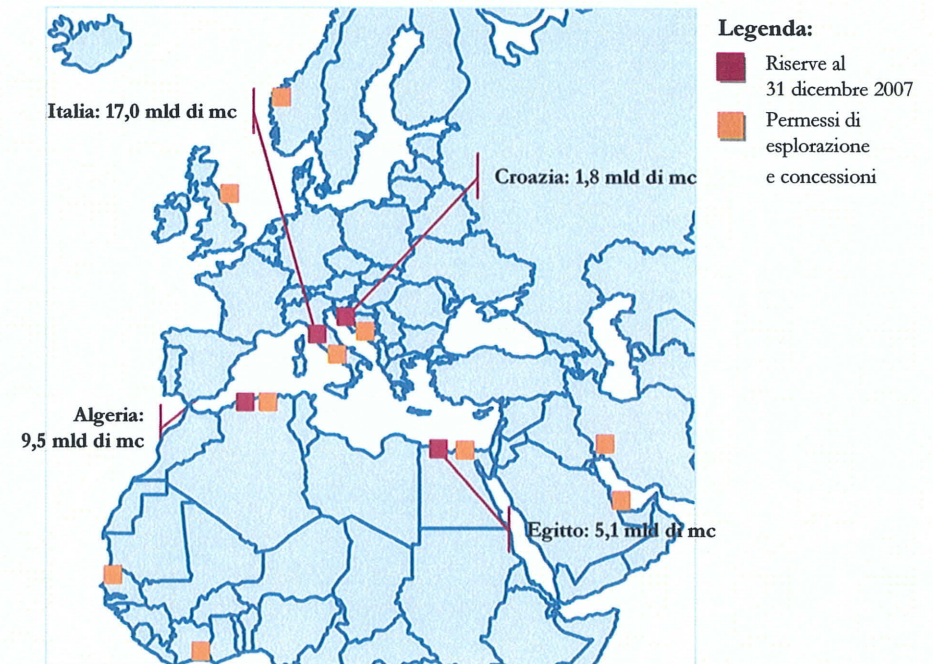 Legenda:
Riserve al
31 dicembre 2007
Permessi di
esplorazione
e concessioni
Italia: 17,0 mld di mc
Croazia: 1,8 mld di mc
Algeria:
9,5 mld di mc
Egitto: 5,1 mld di mc